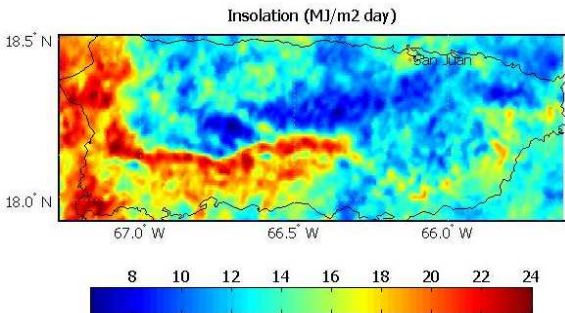 Insolation (MJ/m2 day)
18.5° N
San Juan
18.0° N
67.0° W 66.5° W 66.0° W
8 10 12 14 16 18 20 22 24